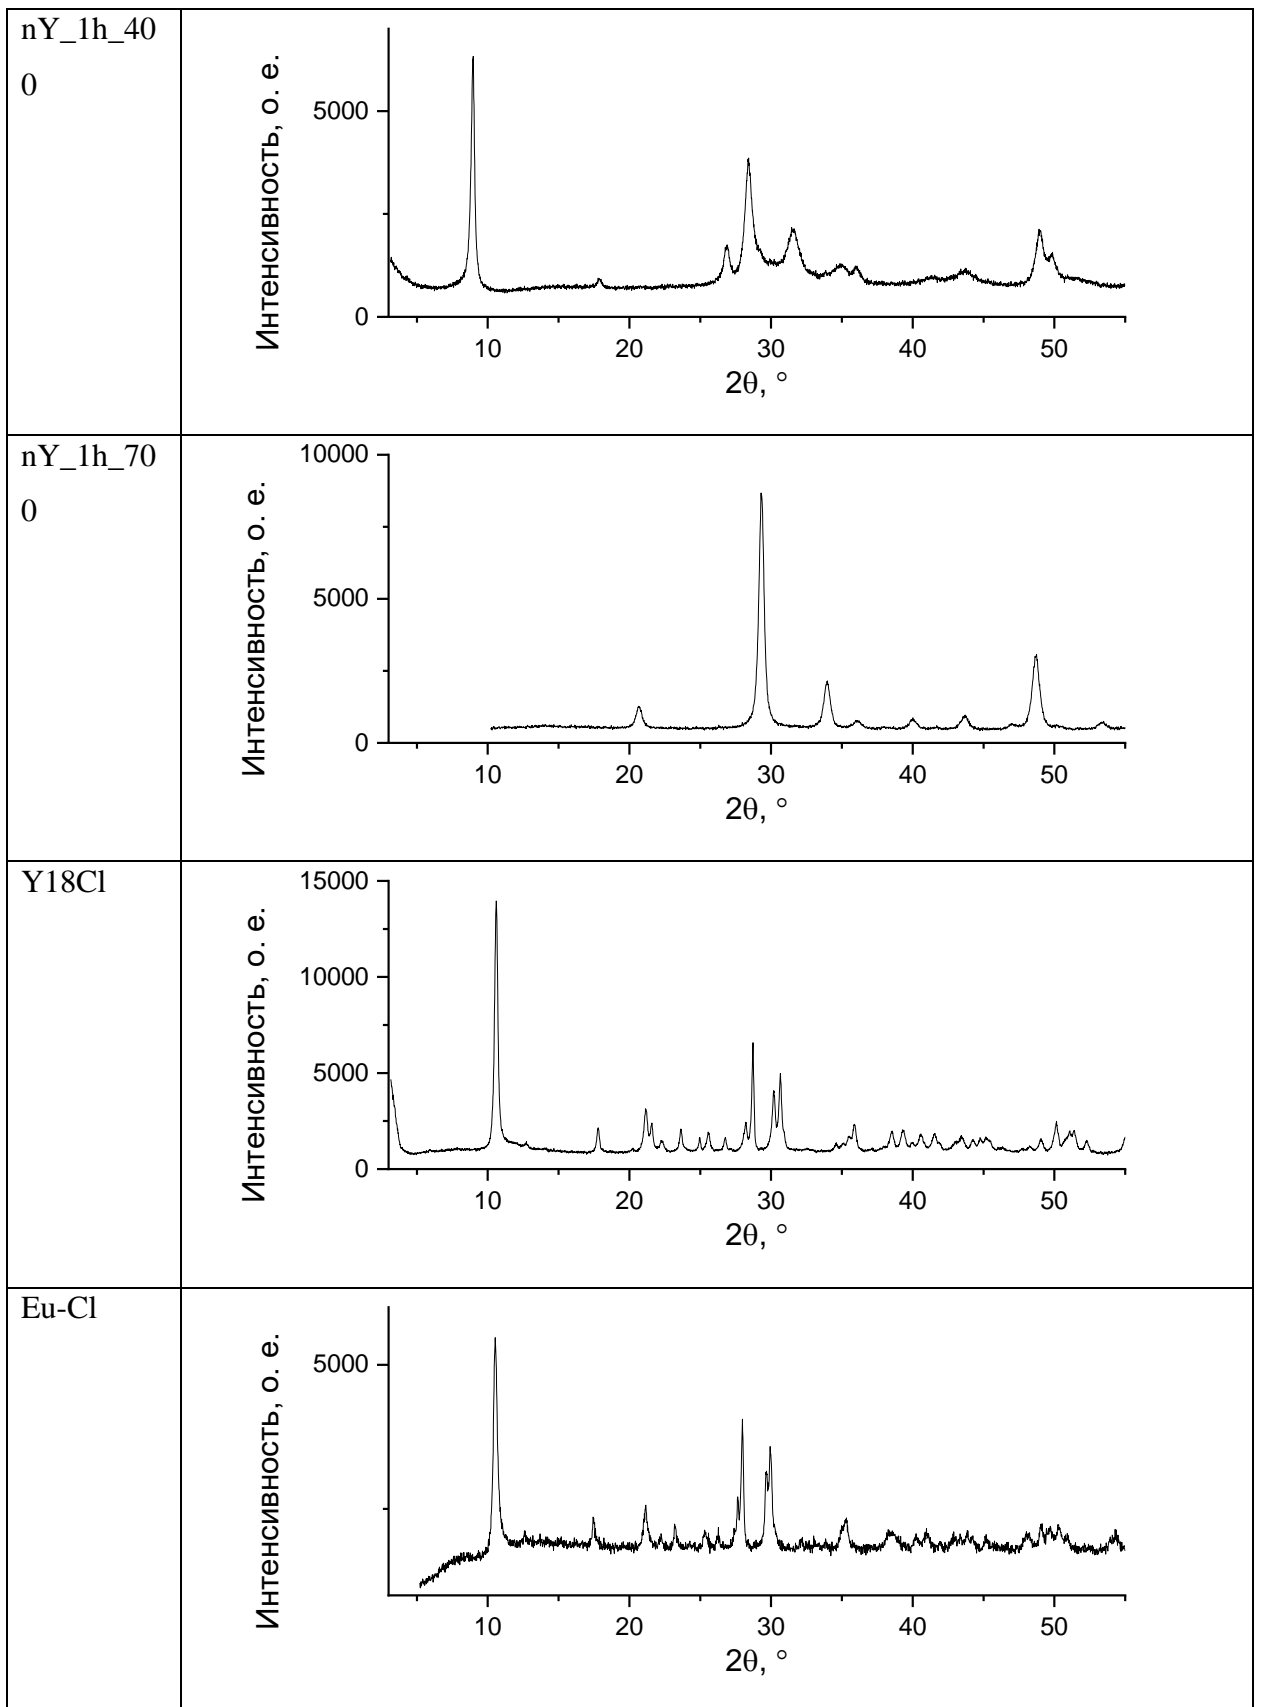 nY_1h_40
0
Интенсивность, о. е.
5000
0
10 20 30 40 50
2θ, °
nY_1h_70
0
Интенсивность, о. е.
10000
5000
0
10 20 30 40 50
2θ, °
Y18Cl
Интенсивность, о. е.
15000
10000
5000
0
10 20 30 40 50
2θ, °
Eu-Cl
Интенсивность, о. е.
5000
10 20 30 40 50
2θ, °